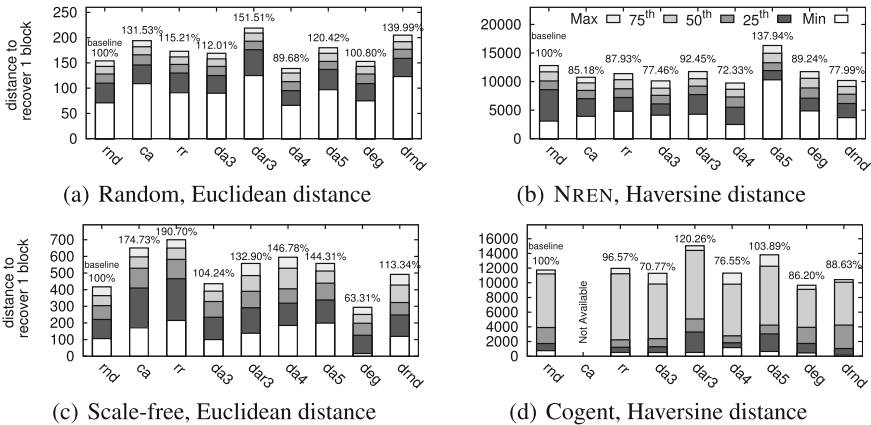 250
200
150
100
50
0
distance to
recover 1 block
baseline
100%
131.53%
115.21%
112.01%
151.51%
89.68%
120.42%
100.80%
139.99%
rnd
ca
rr
da3
dar3
da4
da5
deg
drnd
(a) Random, Euclidean distance
20000
15000
10000
5000
0
Max 75th 50th 25th Min
baseline
100%
85.18%
87.93%
77.46%
92.45%
72.33%
137.94%
89.24%
77.99%
rnd
ca
rr
da3
dar3
da4
da5
deg
drnd
(b) NREN, Haversine distance
700
600
500
400
300
200
100
0
distance to
recover 1 block
baseline
100%
174.73%
190.70%
104.24%
132.90%
146.78%
144.31%
63.31%
113.34%
rnd
ca
rr
da3
dar3
da4
da5
deg
drnd
(c) Scale-free, Euclidean distance
16000
14000
12000
10000
8000
6000
4000
2000
0
baseline
100%
Not Available
96.57%
70.77%
120.26%
76.55%
103.89%
86.20%
88.63%
rnd
ca
rr
da3
dar3
da4
da5
deg
drnd
(d) Cogent, Haversine distance